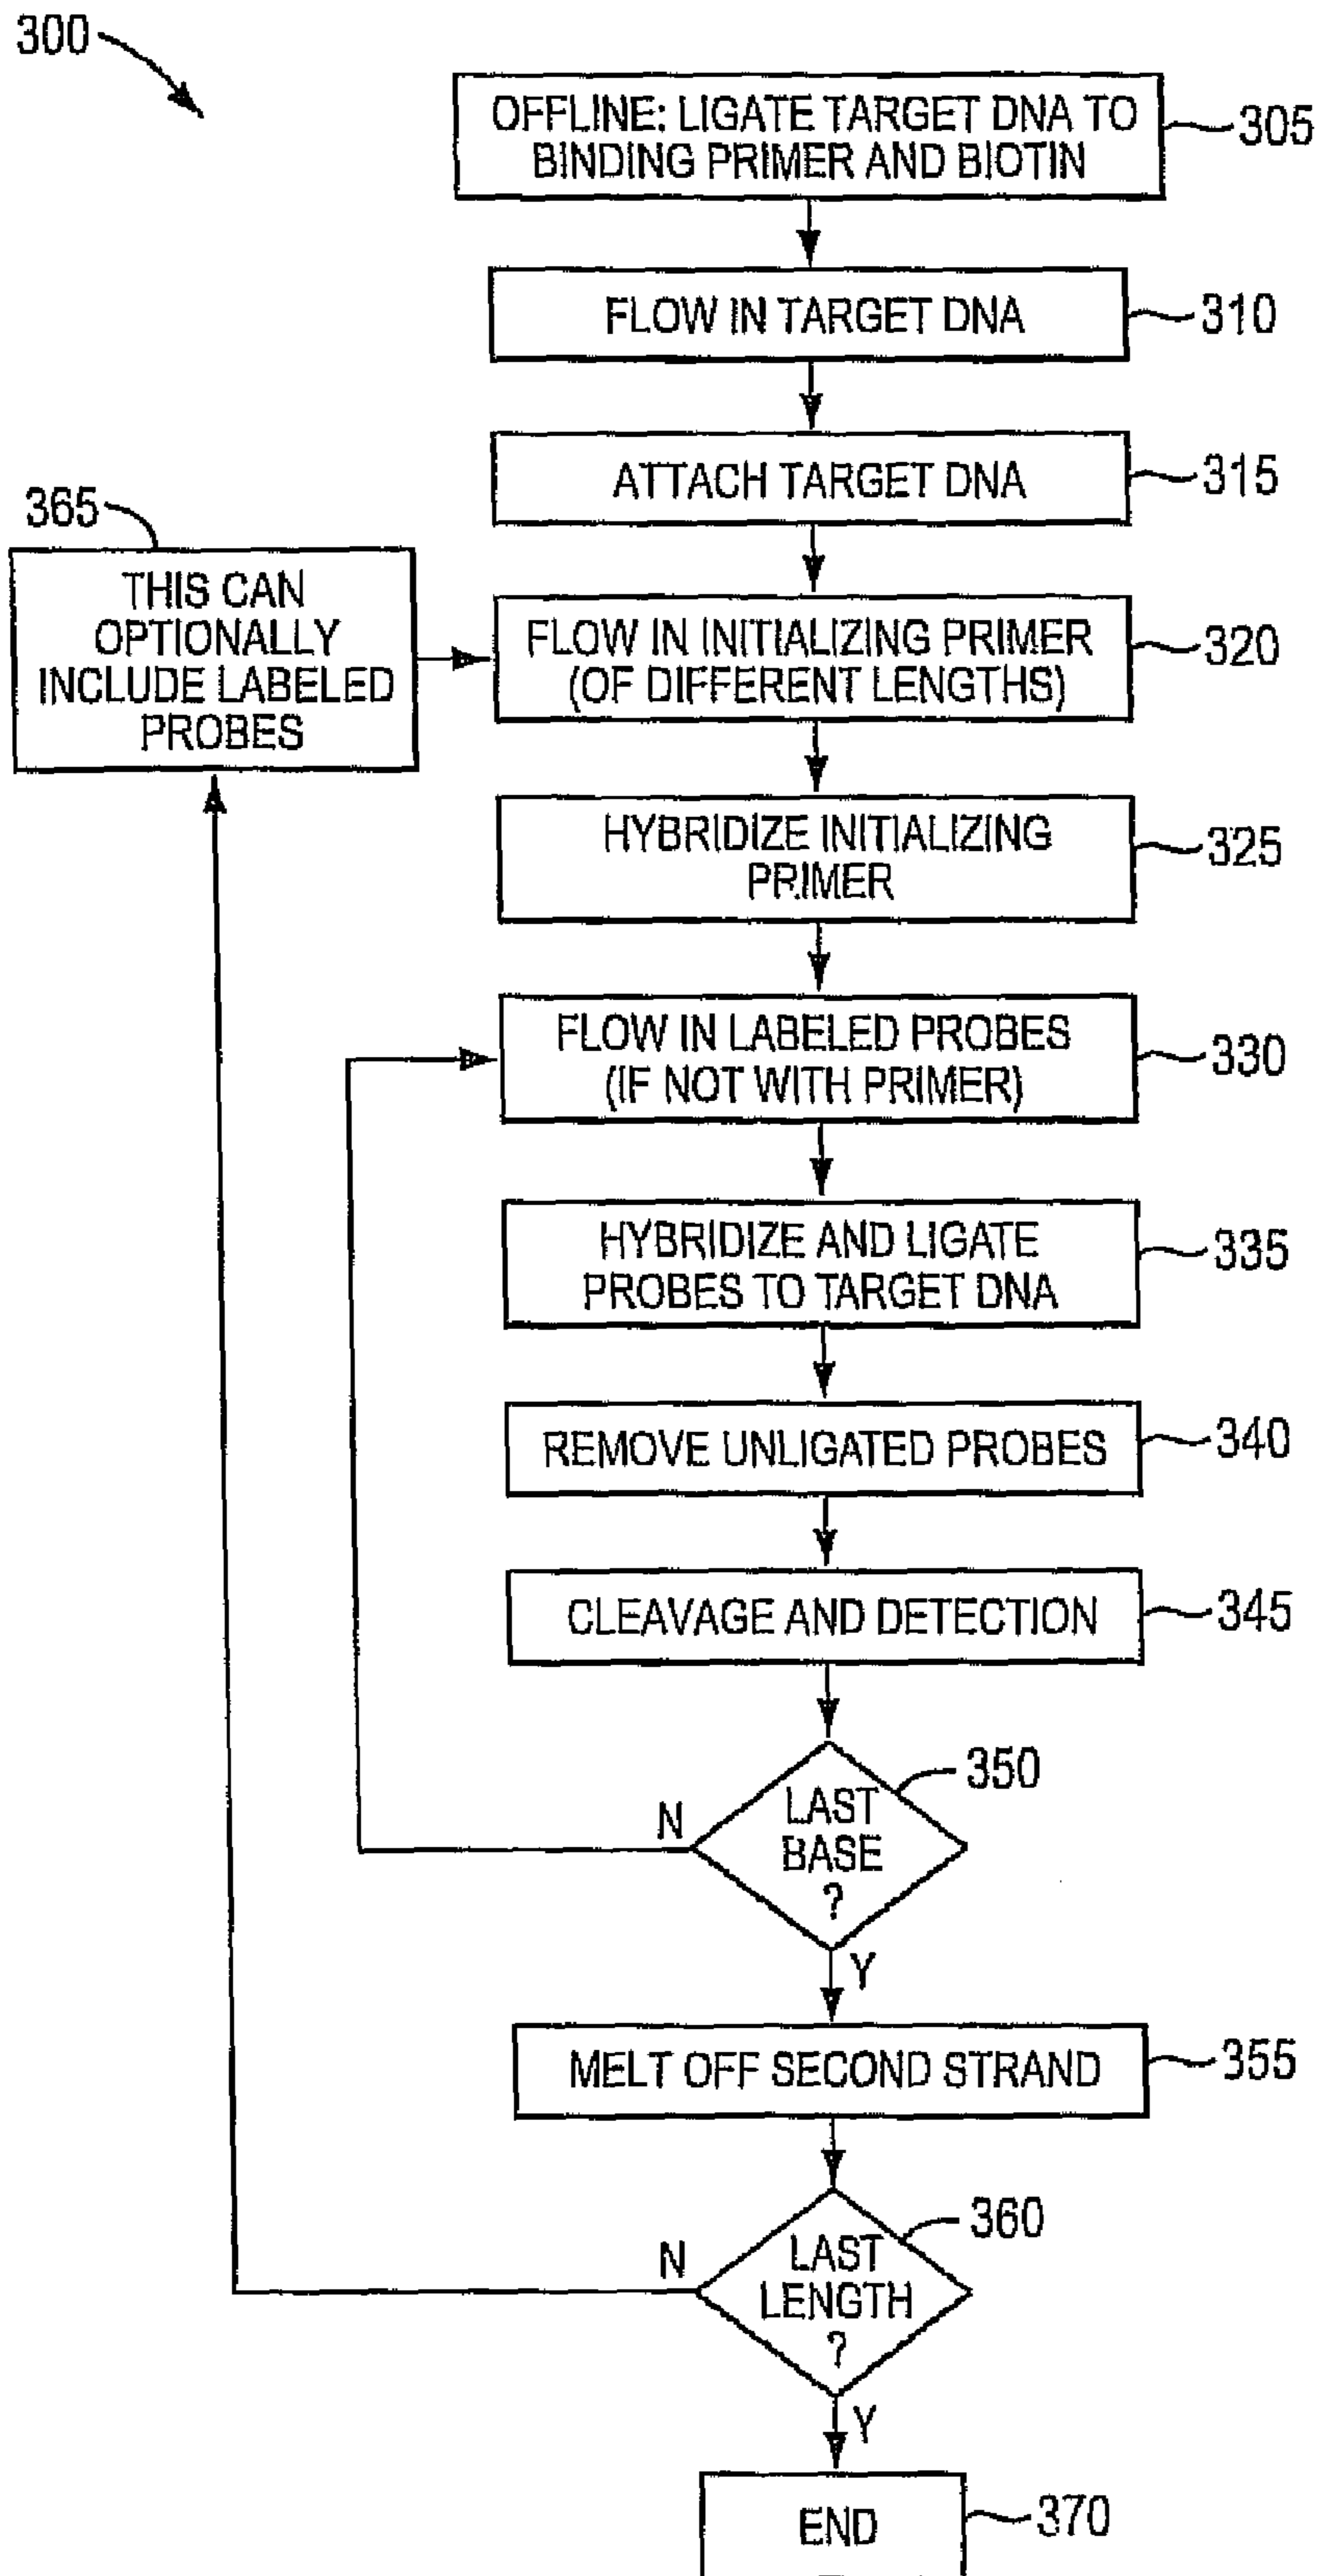 300
OFFLINE: LIGATE TARGET DNA TO
BINDING PRIMER AND BIOTIN
305
FLOW IN TARGET DNA
310
ATTACH TARGET DNA
315
365
THIS CAN
OPTIONALLY
INCLUDE LABELED
PROBES
FLOW IN INITIALIZING PRIMER
(OF DIFFERENT LENGTHS)
320
HYBRIDIZE INITIALIZING
PRIMER
325
FLOW IN LABELED PROBES
(IF NOT WITH PRIMER)
330
HYBRIDIZE AND LIGATE
PROBES TO TARGET DNA
335
REMOVE UNLIGATED PROBES
340
CLEAVAGE AND DETECTION
345
350
N
LAST
BASE
?
Y
MELT OFF SECOND STRAND
355
360
N
LAST
LENGTH
?
Y
END
370